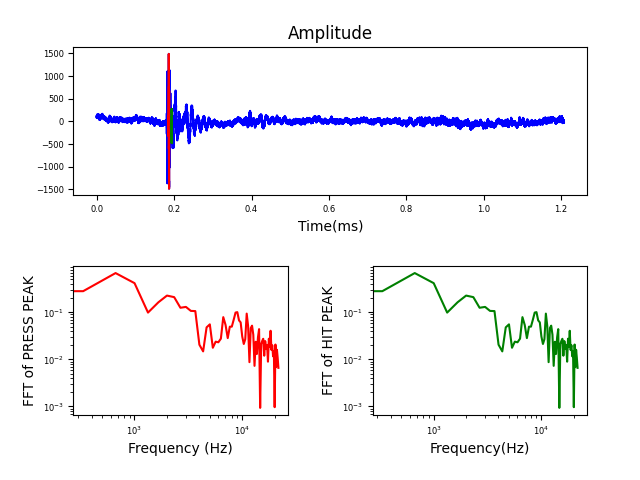 Amplitude
1500
1000
500
0
−500
−1000
−1500
0.0 0.2 0.4 0.6 0.8 1.0 1.2
Time(ms)
FFT of PRESS PEAK
10⁻¹
10⁻²
10⁻³
10³ 10⁴
Frequency (Hz)
FFT of HIT PEAK
10⁻¹
10⁻²
10⁻³
10³ 10⁴
Frequency(Hz)